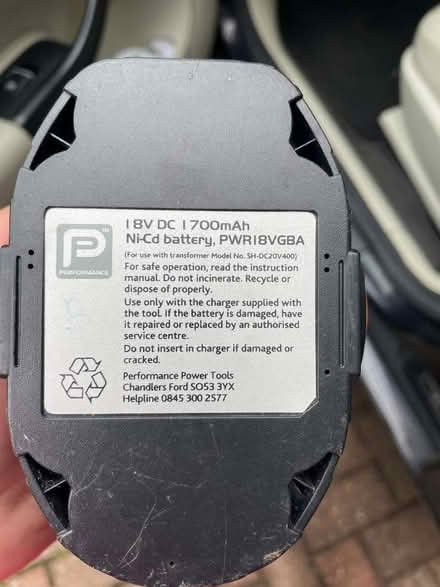 18V DC 1700mAh
Ni-Cd battery, PWR18VGBA
(For use with transformer Model No. SH-DC20V400)
For safe operation, read the instruction
manual. Do not incinerate. Recycle or
dispose of properly.
Use only with the charger supplied with
the tool. If the battery is damaged, have
it repaired or replaced by an authorised
service centre.
Do not insert in charger if damaged or
cracked.
Performance Power Tools
Chandlers Ford SO53 3YX
Helpline 0845 300 2577
P
PERFORMANCE